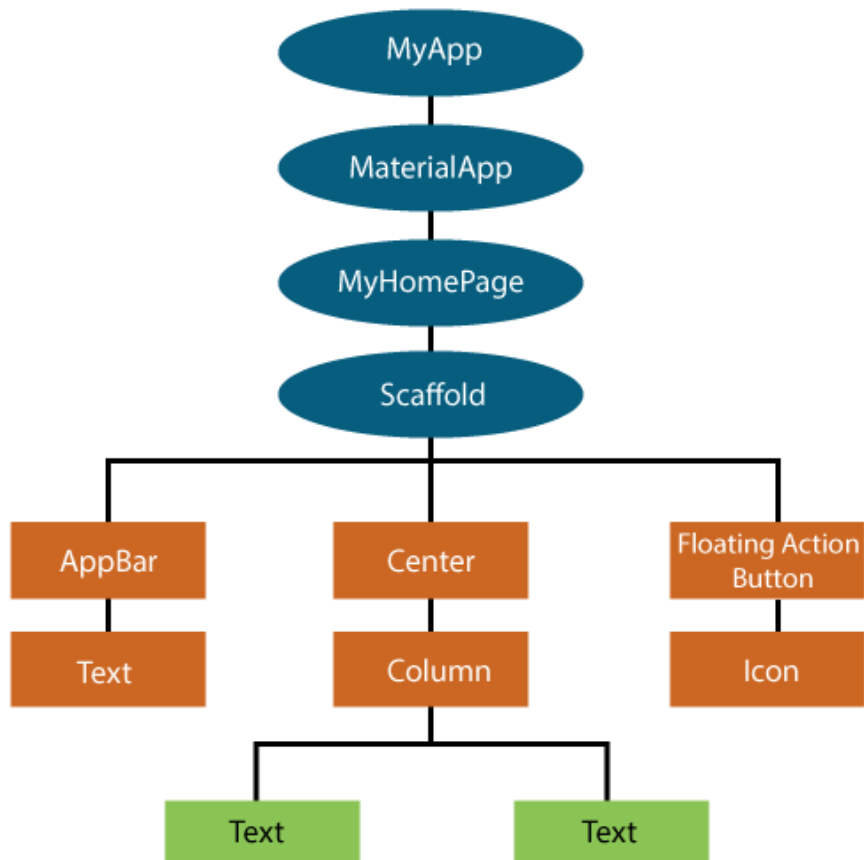 MyApp
MaterialApp
MyHomePage
Scaffold
AppBar
Center
Floating Action
Button
Text
Column
Icon
Text
Text